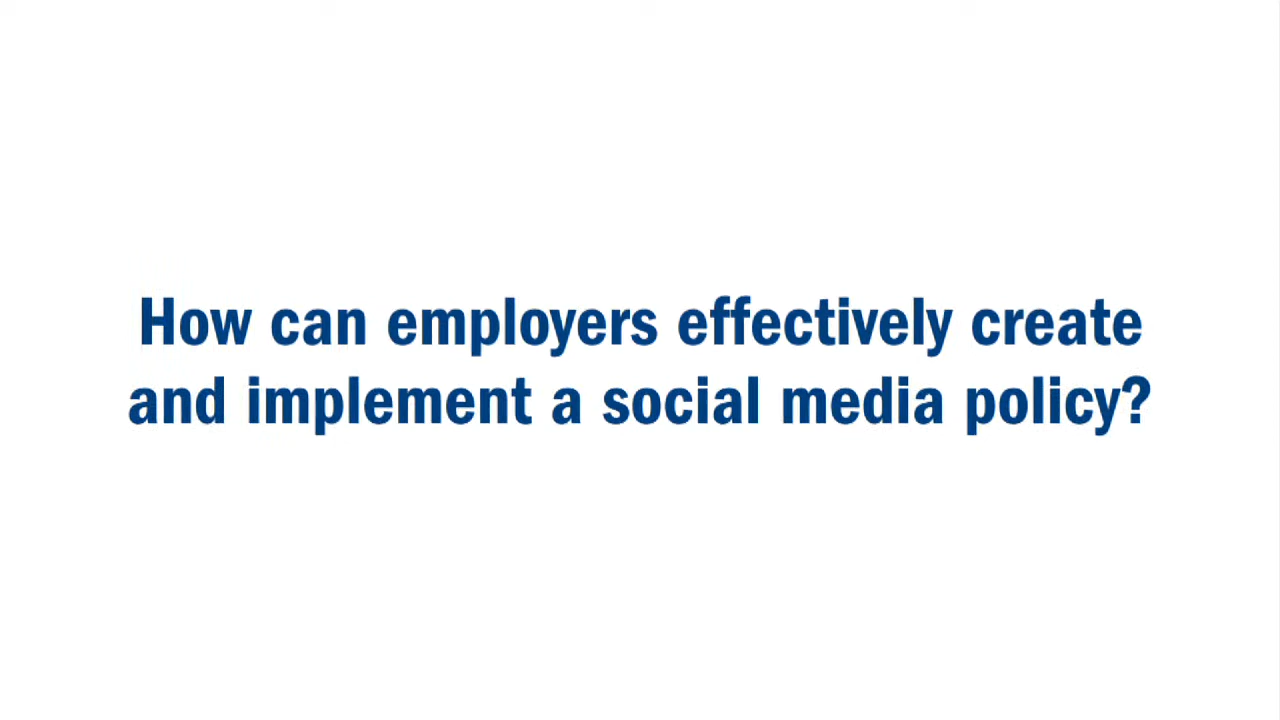 How can employers effectively create
and implement a social media policy?